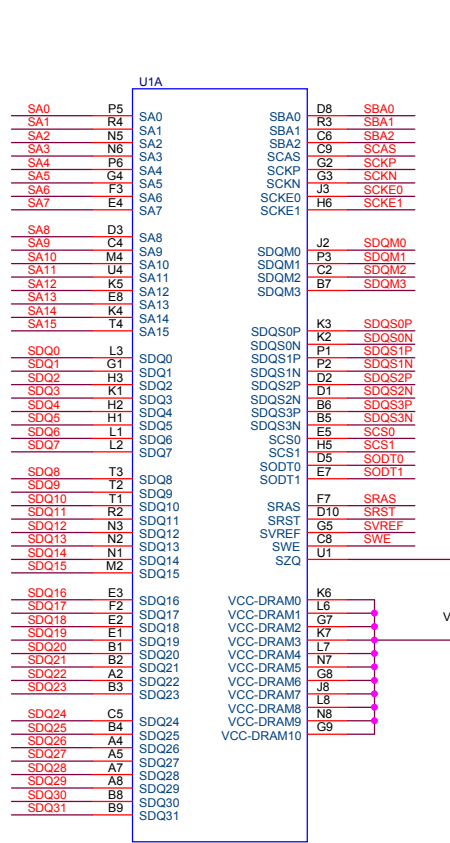 U1A
SA0 P5 SA0 SBA0 D8 SBA0
SA1 R4 SA1 SBA1 R3 SBA1
SA2 N5 SA2 SBA2 C6 SBA2
SA3 N6 SA3 SCAS C9 SCAS
SA4 P6 SA4 SCKP G2 SCKP
SA5 G4 SA5 SCKN G3 SCKN
SA6 F3 SA6 SCKE0 J3 SCKE0
SA7 E4 SA7 SCKE1 H6 SCKE1
SA8 D3 SA8
SA9 C4 SA9 SDQM0 J2 SDQM0
SA10 M4 SA10 SDQM1 P3 SDQM1
SA11 U4 SA11 SDQM2 C2 SDQM2
SA12 K5 SA12 SDQM3 B7 SDQM3
SA13 E8 SA13
SA14 K4 SA14
SA15 T4 SA15 SDQS0P K3 SDQS0P
SDQS0N K2 SDQS0N
SDQ0 L3 SDQ0 SDQS1P P1 SDQS1P
SDQ1 G1 SDQ1 SDQS1N P2 SDQS1N
SDQ2 H3 SDQ2 SDQS2P D2 SDQS2P
SDQ3 K1 SDQ3 SDQS2N D1 SDQS2N
SDQ4 H2 SDQ4 SDQS3P B6 SDQS3P
SDQ5 H1 SDQ5 SDQS3N B5 SDQS3N
SDQ6 L1 SDQ6 SCS0 E5 SCS0
SDQ7 L2 SDQ7 SCS1 H5 SCS1
SODT0 D5 SODT0
SDQ8 T3 SDQ8 SODT1 E7 SODT1
SDQ9 T2 SDQ9
SDQ10 T1 SDQ10 SRAS F7 SRAS
SDQ11 R2 SDQ11 SRST D10 SRST
SDQ12 N3 SDQ12 SVREF G5 SVREF
SDQ13 N2 SDQ13 SWE C8 SWE
SDQ14 N1 SDQ14 SZQ U1
SDQ15 M2 SDQ15
SDQ16 E3 SDQ16 VCC-DRAM0 K6
SDQ17 F2 SDQ17 VCC-DRAM1 L6
SDQ18 E2 SDQ18 VCC-DRAM2 G7 V
SDQ19 E1 SDQ19 VCC-DRAM3 K7
SDQ20 B1 SDQ20 VCC-DRAM4 L7
SDQ21 B2 SDQ21 VCC-DRAM5 N7
SDQ22 A2 SDQ22 VCC-DRAM6 G8
SDQ23 B3 SDQ23 VCC-DRAM7 J8
VCC-DRAM8 L8
SDQ24 C5 SDQ24 VCC-DRAM9 N8
SDQ25 B4 SDQ25 VCC-DRAM10 G9
SDQ26 A4 SDQ26
SDQ27 A5 SDQ27
SDQ28 A7 SDQ28
SDQ29 A8 SDQ29
SDQ30 B8 SDQ30
SDQ31 B9 SDQ31